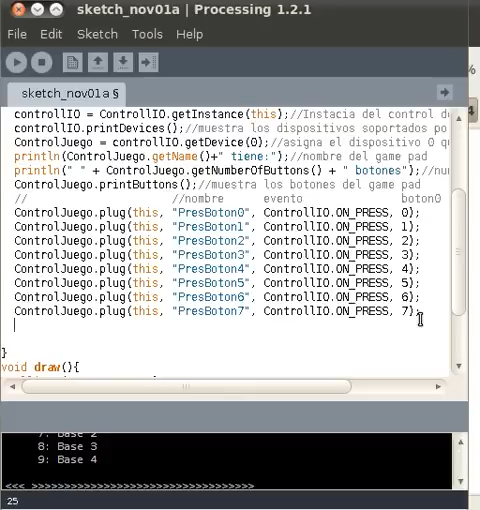 sketch_nov01a | Processing 1.2.1
File Edit Sketch Tools Help
sketch_nov01a §
controllIO = ControllIO.getInstance(this);//Instacia del control d
controllIO.printDevices();//muestra los dispositivos soportados po
ControlJuego = controllIO.getDevice(0);//asigna el dispositivo 0 q
println(ControlJuego.getName()+" tiene:");//nombre del game pad
println(" " + ControlJuego.getNumberOfButtons() + " botones");//nu
ControlJuego.printButtons();//muestra los botones del game pad
// //nombre evento boton0
ControlJuego.plug(this, "PresBoton0", ControllIO.ON_PRESS, 0);
ControlJuego.plug(this, "PresBoton1", ControllIO.ON_PRESS, 1);
ControlJuego.plug(this, "PresBoton2", ControllIO.ON_PRESS, 2);
ControlJuego.plug(this, "PresBoton3", ControllIO.ON_PRESS, 3);
ControlJuego.plug(this, "PresBoton4", ControllIO.ON_PRESS, 4);
ControlJuego.plug(this, "PresBoton5", ControllIO.ON_PRESS, 5);
ControlJuego.plug(this, "PresBoton6", ControllIO.ON_PRESS, 6);
ControlJuego.plug(this, "PresBoton7", ControllIO.ON_PRESS, 7);
}
void draw(){
7: Base 2
8: Base 3
9: Base 4
<<< >>>>>>>>>>>>>>>>>>>>>>>>>>>>>>>>>>
25
%
4